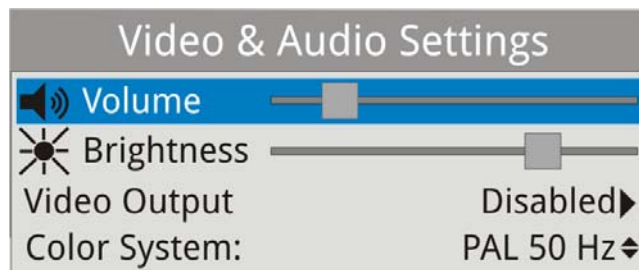 Video & Audio Settings
Volume
Brightness
Video Output Disabled
Color System: PAL 50 Hz